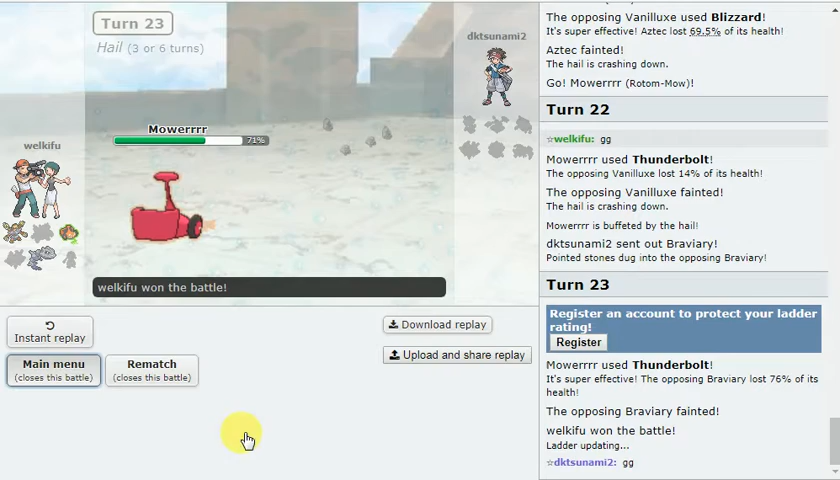 Turn 23
Hail (3 or 6 turns)
dktsunami2
welkifu
Mowerrrr
71%
welkifu won the battle!
Instant replay
Main menu
(closes this battle)
Rematch
(closes this battle)
Download replay
Upload and share replay
The opposing Vanilluxe used Blizzard!
It's super effective! Aztec lost 69.5% of its health!
Aztec fainted!
The hail is crashing down.
Go! Mowerrrr (Rotom-Mow)!
Turn 22
☆welkifu: gg
Mowerrrr used Thunderbolt!
The opposing Vanilluxe lost 14% of its health!
The opposing Vanilluxe fainted!
The hail is crashing down.
Mowerrrr is buffeted by the hail!
dktsunami2 sent out Braviary!
Pointed stones dug into the opposing Braviary!
Turn 23
Register an account to protect your ladder
rating!
Register
Mowerrrr used Thunderbolt!
It's super effective! The opposing Braviary lost 76% of its
health!
The opposing Braviary fainted!
welkifu won the battle!
Ladder updating...
☆dktsunami2: gg